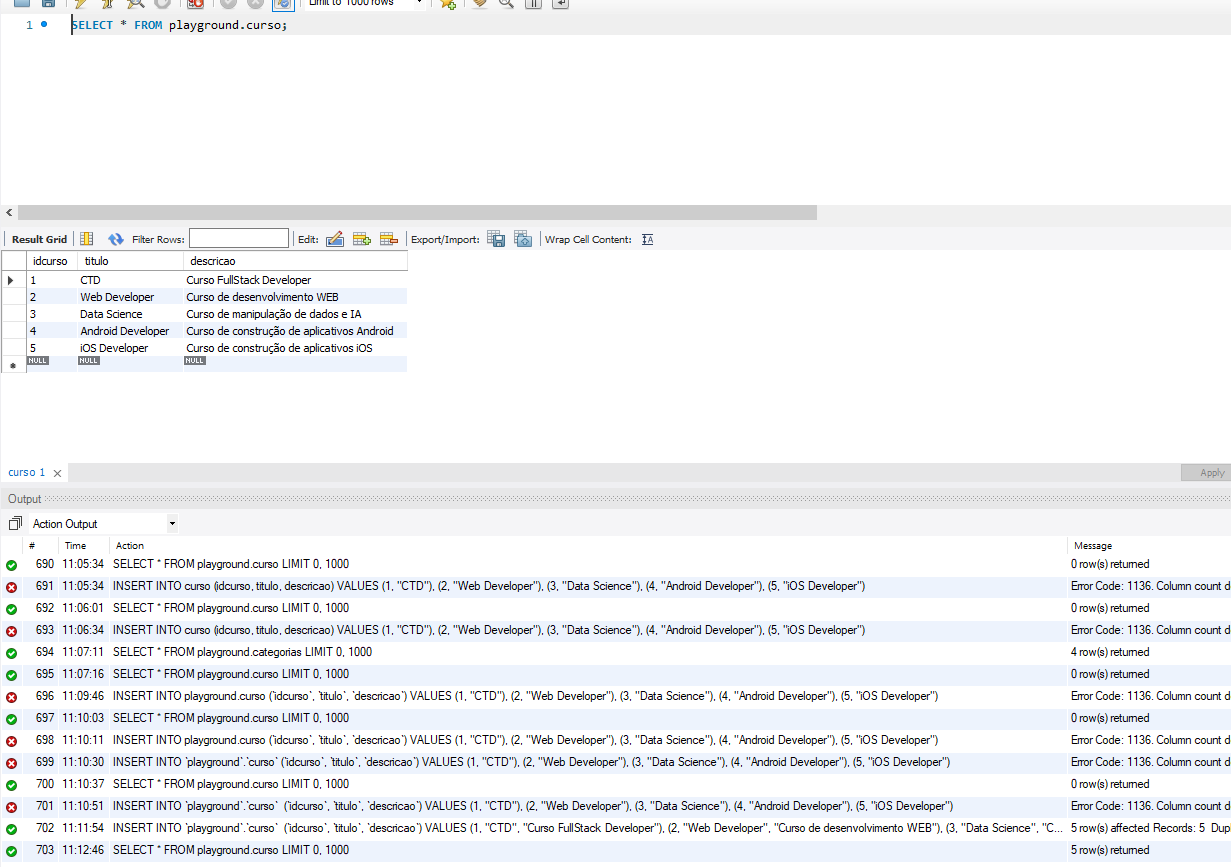 Limit to 1000 rows
1 SELECT * FROM playground.curso;
Result Grid Filter Rows: Edit: Export/Import: Wrap Cell Content:
idcurso titulo descricao
1 CTD Curso FullStack Developer
2 Web Developer Curso de desenvolvimento WEB
3 Data Science Curso de manipulação de dados e IA
4 Android Developer Curso de construção de aplicativos Android
5 iOS Developer Curso de construção de aplicativos iOS
NULL NULL NULL
curso 1 Apply
Output
Action Output
# Time Action Message
690 11:05:34 SELECT * FROM playground.curso LIMIT 0, 1000 0 row(s) returned
691 11:05:34 INSERT INTO curso (idcurso, titulo, descricao) VALUES (1, "CTD"), (2, "Web Developer"), (3, "Data Science"), (4, "Android Developer"), (5, "iOS Developer") Error Code: 1136. Column count d
692 11:06:01 SELECT * FROM playground.curso LIMIT 0, 1000 0 row(s) returned
693 11:06:34 INSERT INTO curso (idcurso, titulo, descricao) VALUES (1, "CTD"), (2, "Web Developer"), (3, "Data Science"), (4, "Android Developer"), (5, "iOS Developer") Error Code: 1136. Column count d
694 11:07:11 SELECT * FROM playground.categorias LIMIT 0, 1000 4 row(s) returned
695 11:07:16 SELECT * FROM playground.curso LIMIT 0, 1000 0 row(s) returned
696 11:09:46 INSERT INTO playground.curso (`idcurso`, `titulo`, `descricao`) VALUES (1, "CTD"), (2, "Web Developer"), (3, "Data Science"), (4, "Android Developer"), (5, "iOS Developer") Error Code: 1136. Column count d
697 11:10:03 SELECT * FROM playground.curso LIMIT 0, 1000 0 row(s) returned
698 11:10:11 INSERT INTO playground.curso (`idcurso`, `titulo`, `descricao`) VALUES (1, "CTD"), (2, "Web Developer"), (3, "Data Science"), (4, "Android Developer"), (5, "iOS Developer") Error Code: 1136. Column count d
699 11:10:30 INSERT INTO `playground`.`curso` (`idcurso`, `titulo`, `descricao`) VALUES (1, "CTD"), (2, "Web Developer"), (3, "Data Science"), (4, "Android Developer"), (5, "iOS Developer") Error Code: 1136. Column count d
700 11:10:37 SELECT * FROM playground.curso LIMIT 0, 1000 0 row(s) returned
701 11:10:51 INSERT INTO `playground`.`curso` (`idcurso`, `titulo`, `descricao`) VALUES (1, "CTD"), (2, "Web Developer"), (3, "Data Science"), (4, "Android Developer"), (5, "iOS Developer") Error Code: 1136. Column count d
702 11:11:54 INSERT INTO `playground`.`curso` (`idcurso`, `titulo`, `descricao`) VALUES (1, "CTD", "Curso FullStack Developer"), (2, "Web Developer", "Curso de desenvolvimento WEB"), (3, "Data Science", "C... 5 row(s) affected Records: 5 Dup
703 11:12:46 SELECT * FROM playground.curso LIMIT 0, 1000 5 row(s) returned